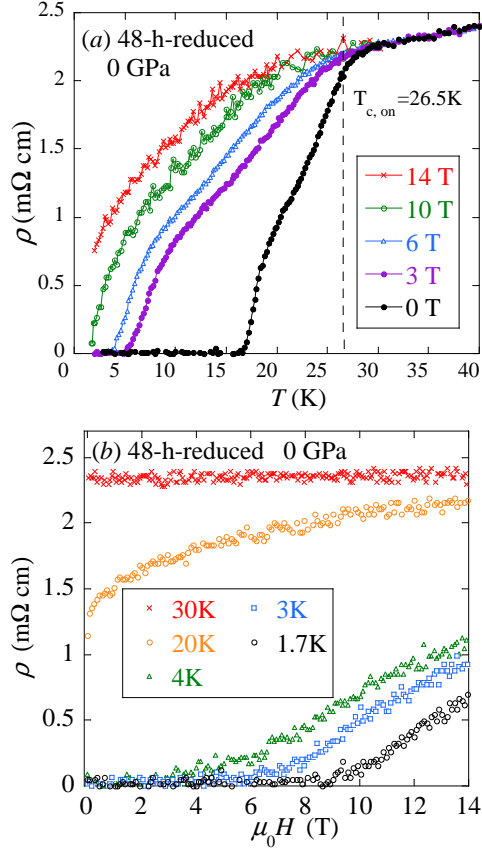 (a) 48-h-reduced
0 GPa
T_{c, on} =26.5K
14 T
10 T
6 T
3 T
0 T
2.5
2
1.5
1
0.5
0
ρ (mΩ cm)
0 5 10 15 20 25 30 35 40
T (K)
(b) 48-h-reduced 0 GPa
2.5
2
1.5
1
0.5
0
ρ (mΩ cm)
30K 3K
20K 1.7K
4K
0 2 4 6 8 10 12 14
μ₀H (T)